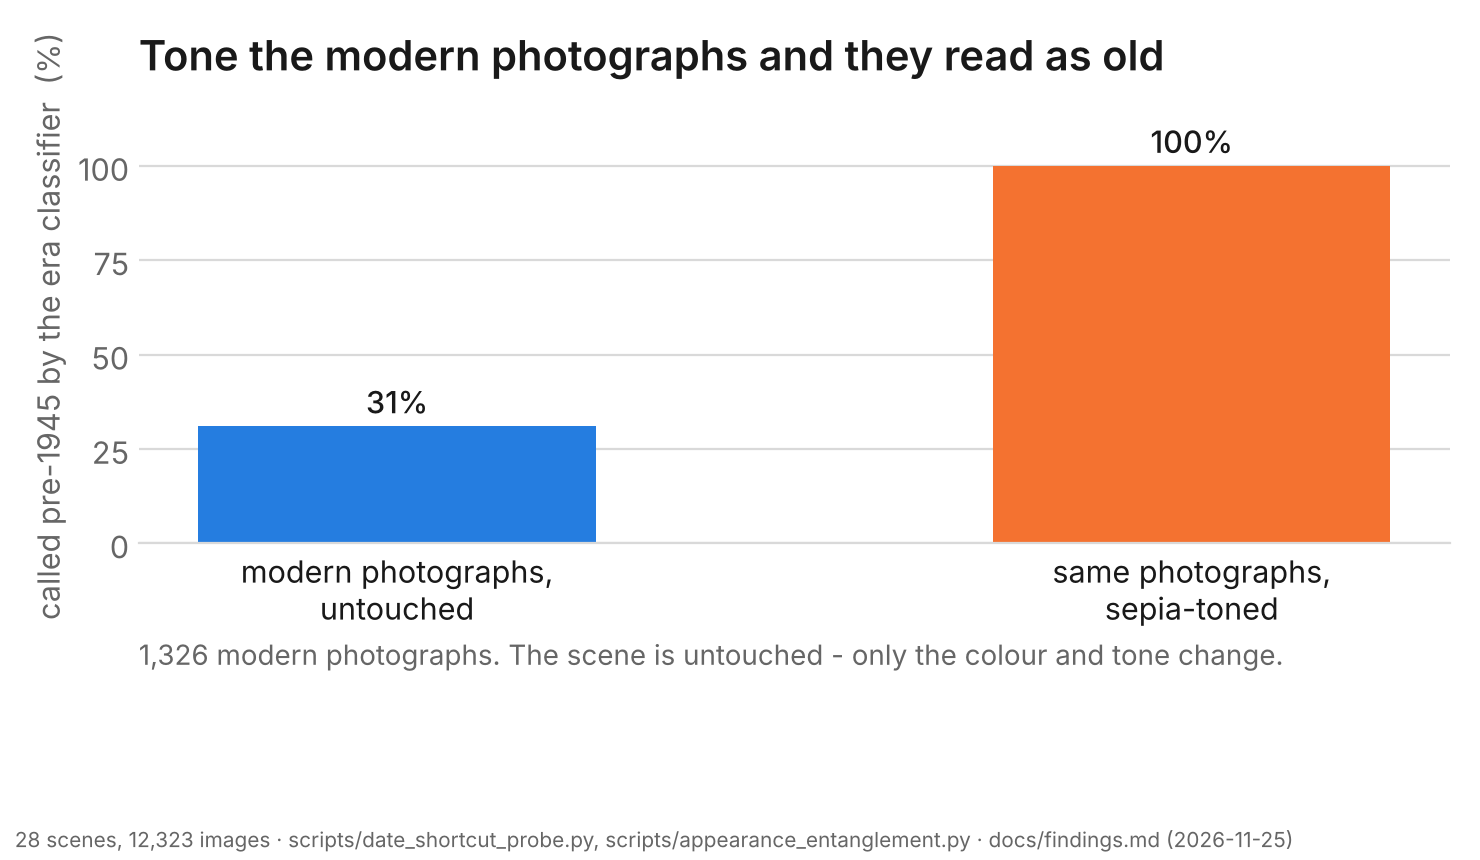 Tone the modern photographs and they read as old
called pre-1945 by the era classifier (%)
100
75
50
25
0
31%
100%
modern photographs,
untouched
same photographs,
sepia-toned
1,326 modern photographs. The scene is untouched - only the colour and tone change.
28 scenes, 12,323 images · scripts/date_shortcut_probe.py, scripts/appearance_entanglement.py · docs/findings.md (2026-11-25)